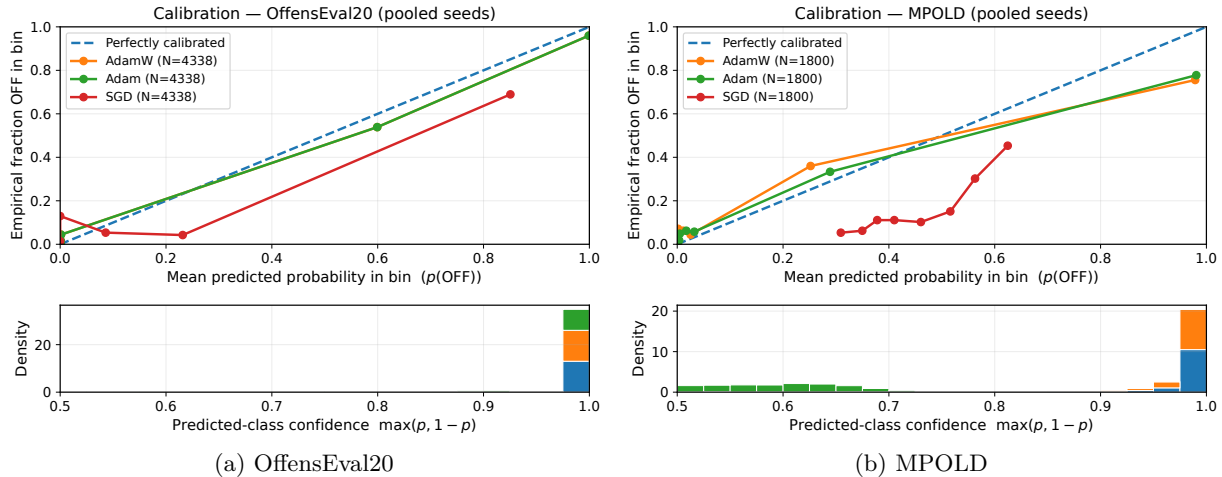 Calibration — OffensEval20 (pooled seeds)
Empirical fraction OFF in bin
1.0
0.8
0.6
0.4
0.2
0.0
Perfectly calibrated
AdamW (N=4338)
Adam (N=4338)
SGD (N=4338)
0.0 0.2 0.4 0.6 0.8 1.0
Mean predicted probability in bin (p(OFF))
Density
20
0
0.5 0.6 0.7 0.8 0.9 1.0
Predicted-class confidence max(p, 1 − p)
(a) OffensEval20
Calibration — MPOLD (pooled seeds)
Empirical fraction OFF in bin
1.0
0.8
0.6
0.4
0.2
0.0
Perfectly calibrated
AdamW (N=1800)
Adam (N=1800)
SGD (N=1800)
0.0 0.2 0.4 0.6 0.8 1.0
Mean predicted probability in bin (p(OFF))
Density
20
10
0
0.5 0.6 0.7 0.8 0.9 1.0
Predicted-class confidence max(p, 1 − p)
(b) MPOLD